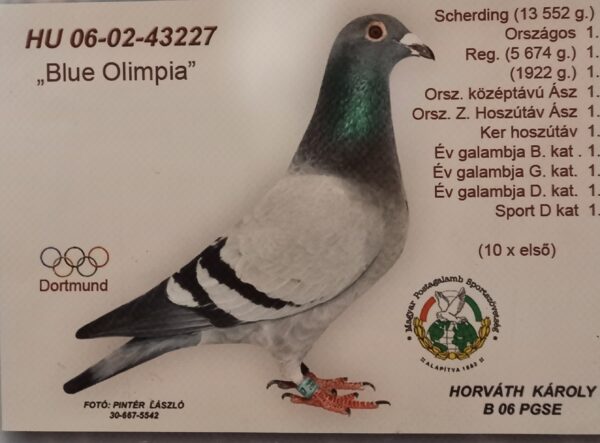 HU 06-02-43227
„Blue Olimpia”
Scherding (13 552 g.)
Országos 1.
Reg. (5 674 g.) 1.
(1922 g.) 1.
Orsz. középtávú Ász 1.
Orsz. Z. Hoszútáv Ász 1.
Ker hoszútáv 1.
Év galambja B. kat . 1.
Év galambja G. kat. 1.
Év galambja D. kat. 1.
Sport D kat 1.
(10 x első)
Dortmund
Magyar Postagalamb Sportszövetség
ALAPÍTVA 1882
FOTÓ: PINTÉR LÁSZLÓ
30-667-5542
HORVÁTH KÁROLY
B 06 PGSE